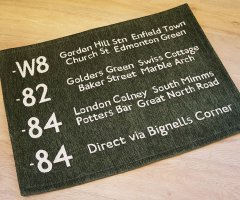 -W8 Gordon Hill Stn Enfield Town
Church St Edmonton Green
-82 Golders Green Swiss Cottage
Baker Street Marble Arch
-84 London Colney South Mimms
Potters Bar Great North Road
-84 Direct via Bignells Corner